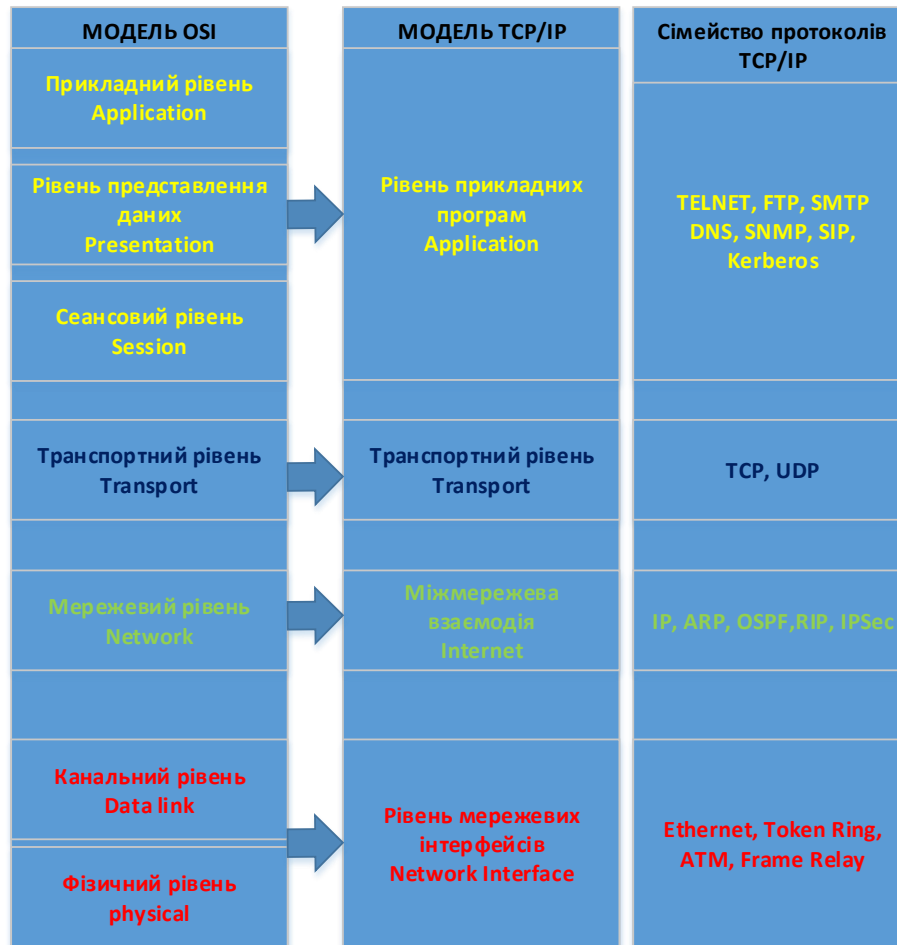 МОДЕЛЬ OSI
Прикладний рівень
Application
Рівень представлення
даних
Presentation
Сеансовий рівень
Session
Транспортний рівень
Transport
Мережевий рівень
Network
Канальний рівень
Data link
Фізичний рівень
physical
МОДЕЛЬ TCP/IP
Рівень прикладних
програм
Application
Транспортний рівень
Transport
Міжмережева
взаємодія
Internet
Рівень мережевих
інтерфейсів
Network Interface
Сімейство протоколів
TCP/IP
TELNET, FTP, SMTP
DNS, SNMP, SIP,
Kerberos
TCP, UDP
IP, ARP, OSPF,RIP, IPSec
Ethernet, Token Ring,
ATM, Frame Relay